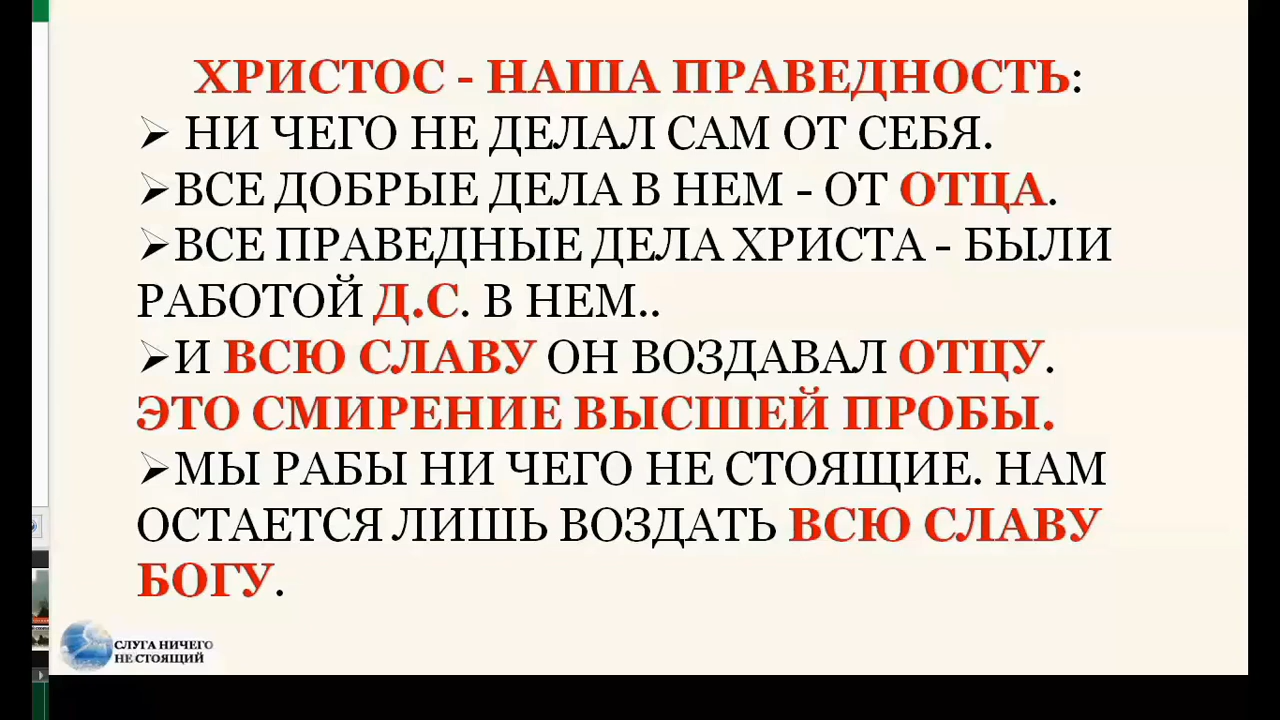 ХРИСТОС - НАША ПРАВЕДНОСТЬ:
➢ НИ ЧЕГО НЕ ДЕЛАЛ САМ ОТ СЕБЯ.
➢ВСЕ ДОБРЫЕ ДЕЛА В НЕМ - ОТ ОТЦА.
➢ВСЕ ПРАВЕДНЫЕ ДЕЛА ХРИСТА - БЫЛИ
РАБОТОЙ Д.С. В НЕМ..
➢И ВСЮ СЛАВУ ОН ВОЗДАВАЛ ОТЦУ.
ЭТО СМИРЕНИЕ ВЫСШЕЙ ПРОБЫ.
➢МЫ РАБЫ НИ ЧЕГО НЕ СТОЯЩИЕ. НАМ
ОСТАЕТСЯ ЛИШЬ ВОЗДАТЬ ВСЮ СЛАВУ
БОГУ.
СЛУГА НИЧЕГО
НЕ СТОЯЩИЙ